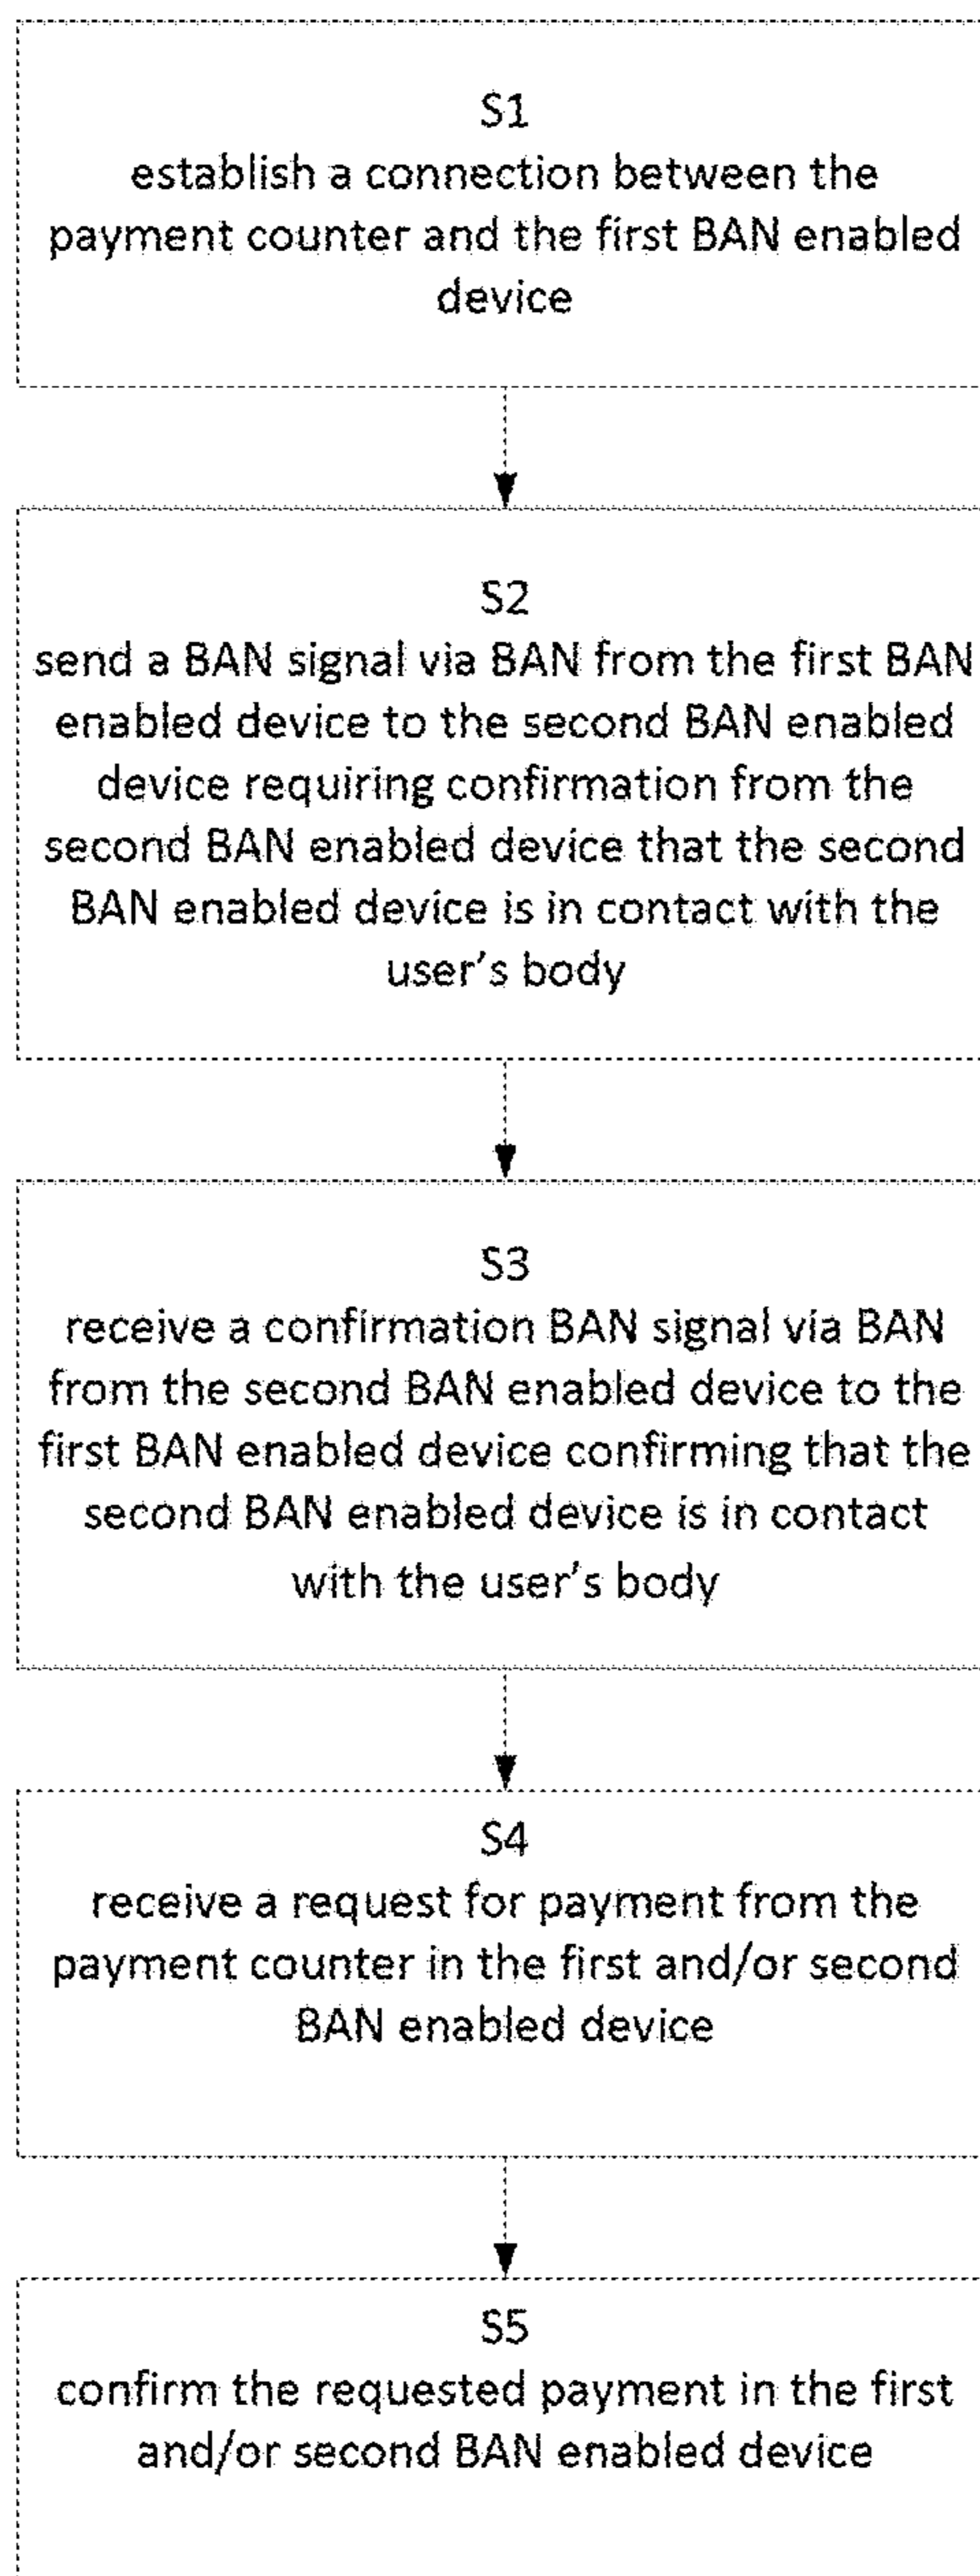 S1
establish a connection between the
payment counter and the first BAN enabled
device
S2
send a BAN signal via BAN from the first BAN
enabled device to the second BAN enabled
device requiring confirmation from the
second BAN enabled device that the second
BAN enabled device is in contact with the
user's body
S3
receive a confirmation BAN signal via BAN
from the second BAN enabled device to the
first BAN enabled device confirming that the
second BAN enabled device is in contact
with the user's body
S4
receive a request for payment from the
payment counter in the first and/or second
BAN enabled device
S5
confirm the requested payment in the first
and/or second BAN enabled device